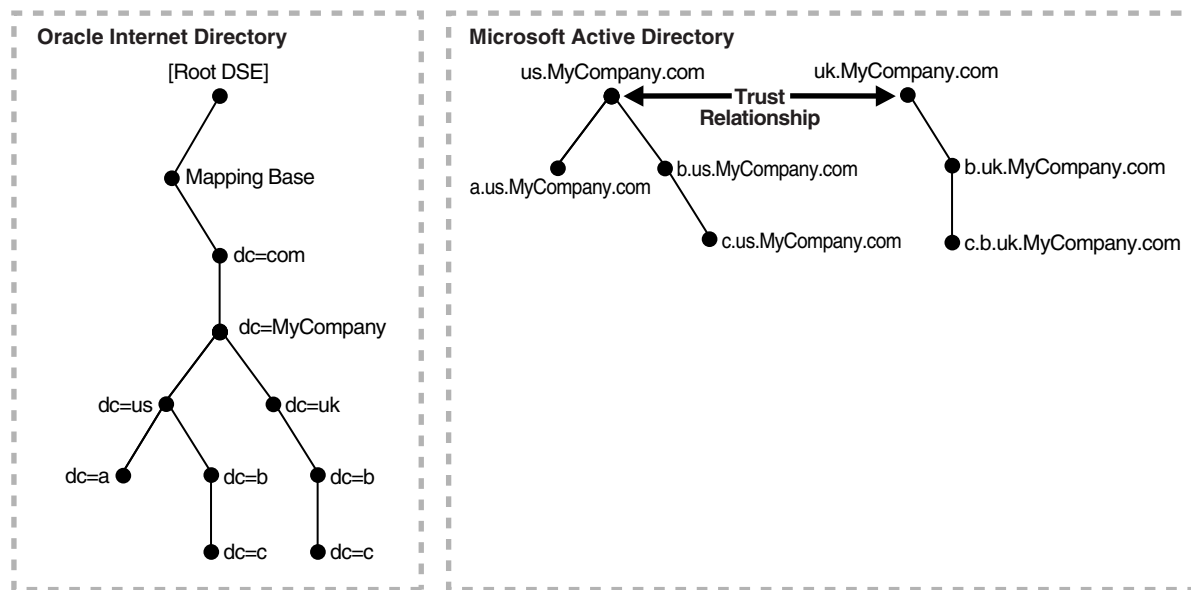 Oracle Internet Directory
[Root DSE]
Mapping Base
dc=com
dc=MyCompany
dc=us
dc=uk
dc=a
dc=b
dc=b
dc=c
dc=c
Microsoft Active Directory
us.MyCompany.com
uk.MyCompany.com
Trust
Relationship
a.us.MyCompany.com
b.us.MyCompany.com
b.uk.MyCompany.com
c.us.MyCompany.com
c.b.uk.MyCompany.com